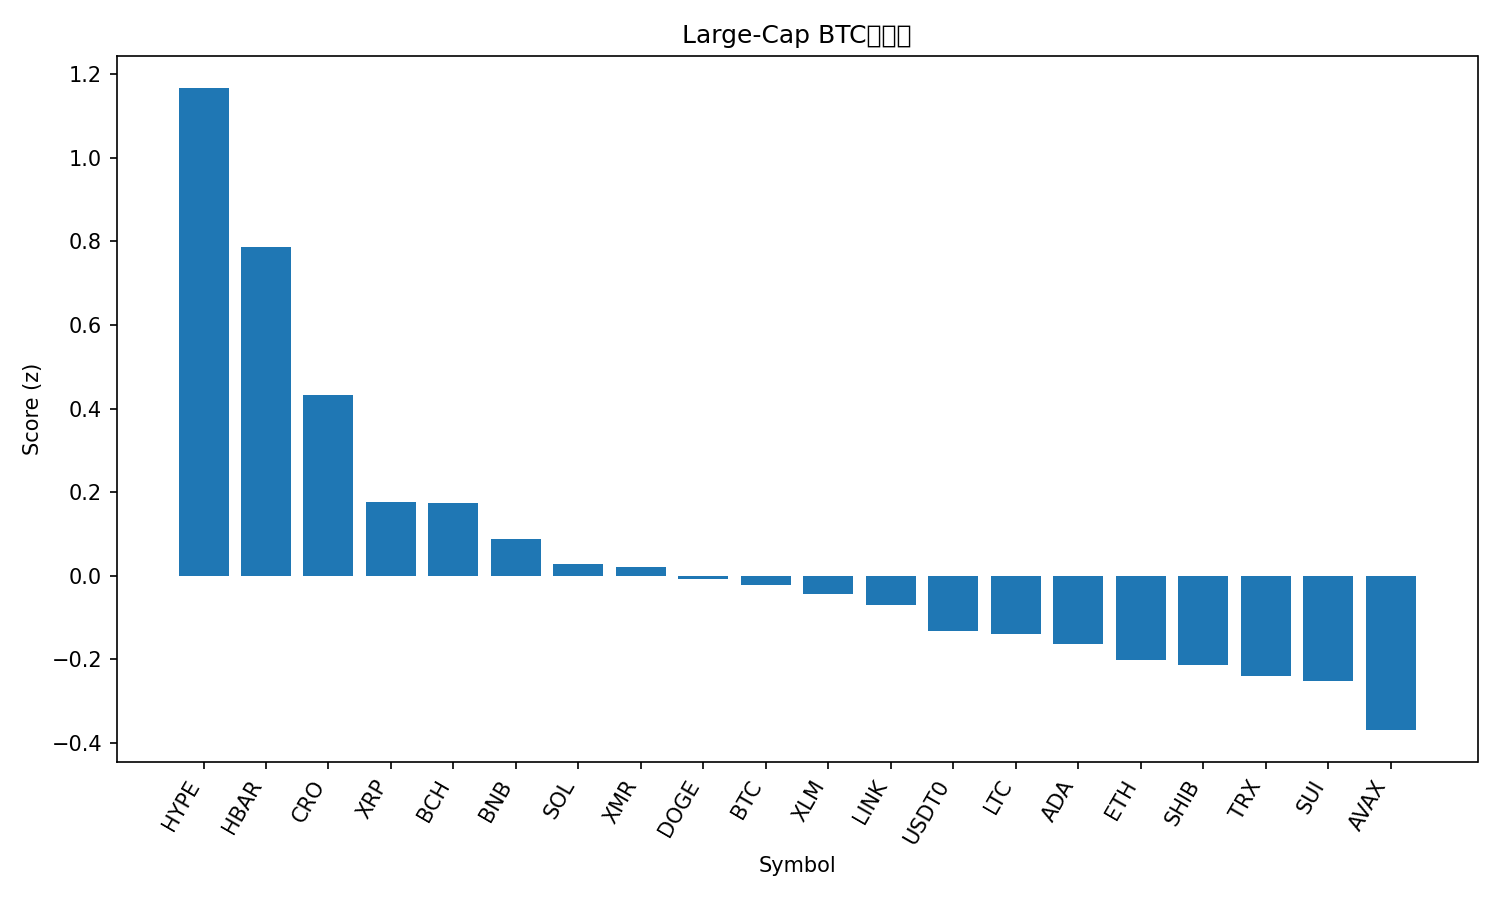 Large-Cap BTC
1.2
1.0
0.8
0.6
0.4
0.2
0.0
−0.2
−0.4
Score (z)
HYPE HBAR CRO XRP BCH BNB SOL XMR DOGE BTC XLM LINK USDT0 LTC ADA ETH SHIB TRX SUI AVAX
Symbol